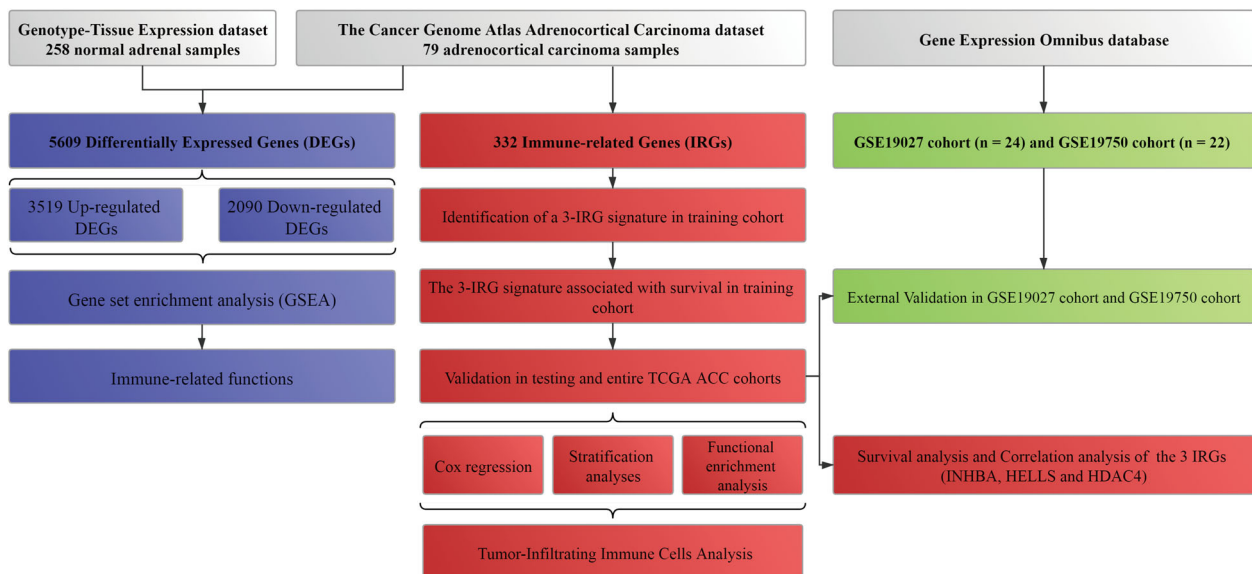 Genotype-Tissue Expression dataset
258 normal adrenal samples
The Cancer Genome Atlas Adrenocortical Carcinoma dataset
79 adrenocortical carcinoma samples
Gene Expression Omnibus database
5609 Differentially Expressed Genes (DEGs)
332 Immune-related Genes (IRGs)
GSE19027 cohort (n = 24) and GSE19750 cohort (n = 22)
3519 Up-regulated
DEGs
2090 Down-regulated
DEGs
Identification of a 3-IRG signature in training cohort
Gene set enrichment analysis (GSEA)
The 3-IRG signature associated with survival in training
cohort
External Validation in GSE19027 cohort and GSE19750 cohort
Immune-related functions
Validation in testing and entire TCGA ACC cohorts
Cox regression
Stratification
analyses
Functional
enrichment
analysis
Survival analysis and Correlation analysis of the 3 IRGs
(INHBA, HELLS and HDAC4)
Tumor-Infiltrating Immune Cells Analysis